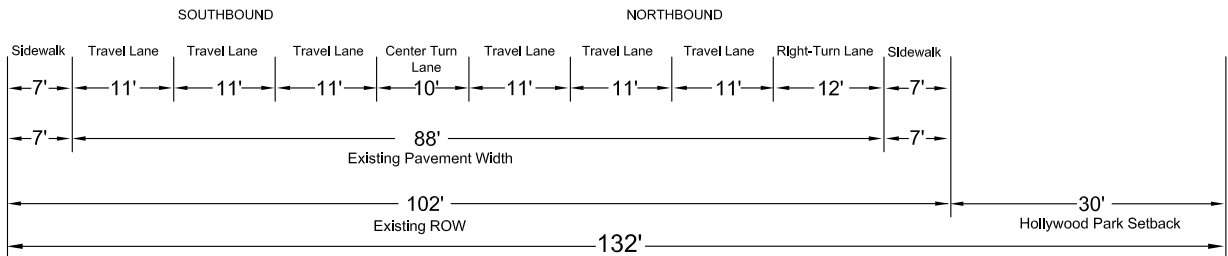 SOUTHBOUND NORTHBOUND
Sidewalk Travel Lane Travel Lane Travel Lane Center Turn Travel Lane Travel Lane Travel Lane Right-Turn Lane Sidewalk
Lane
7' 11' 11' 11' 10' 11' 11' 11' 12' 7'
7' 88' 7'
Existing Pavement Width
102' 30'
Existing ROW Hollywood Park Setback
132'